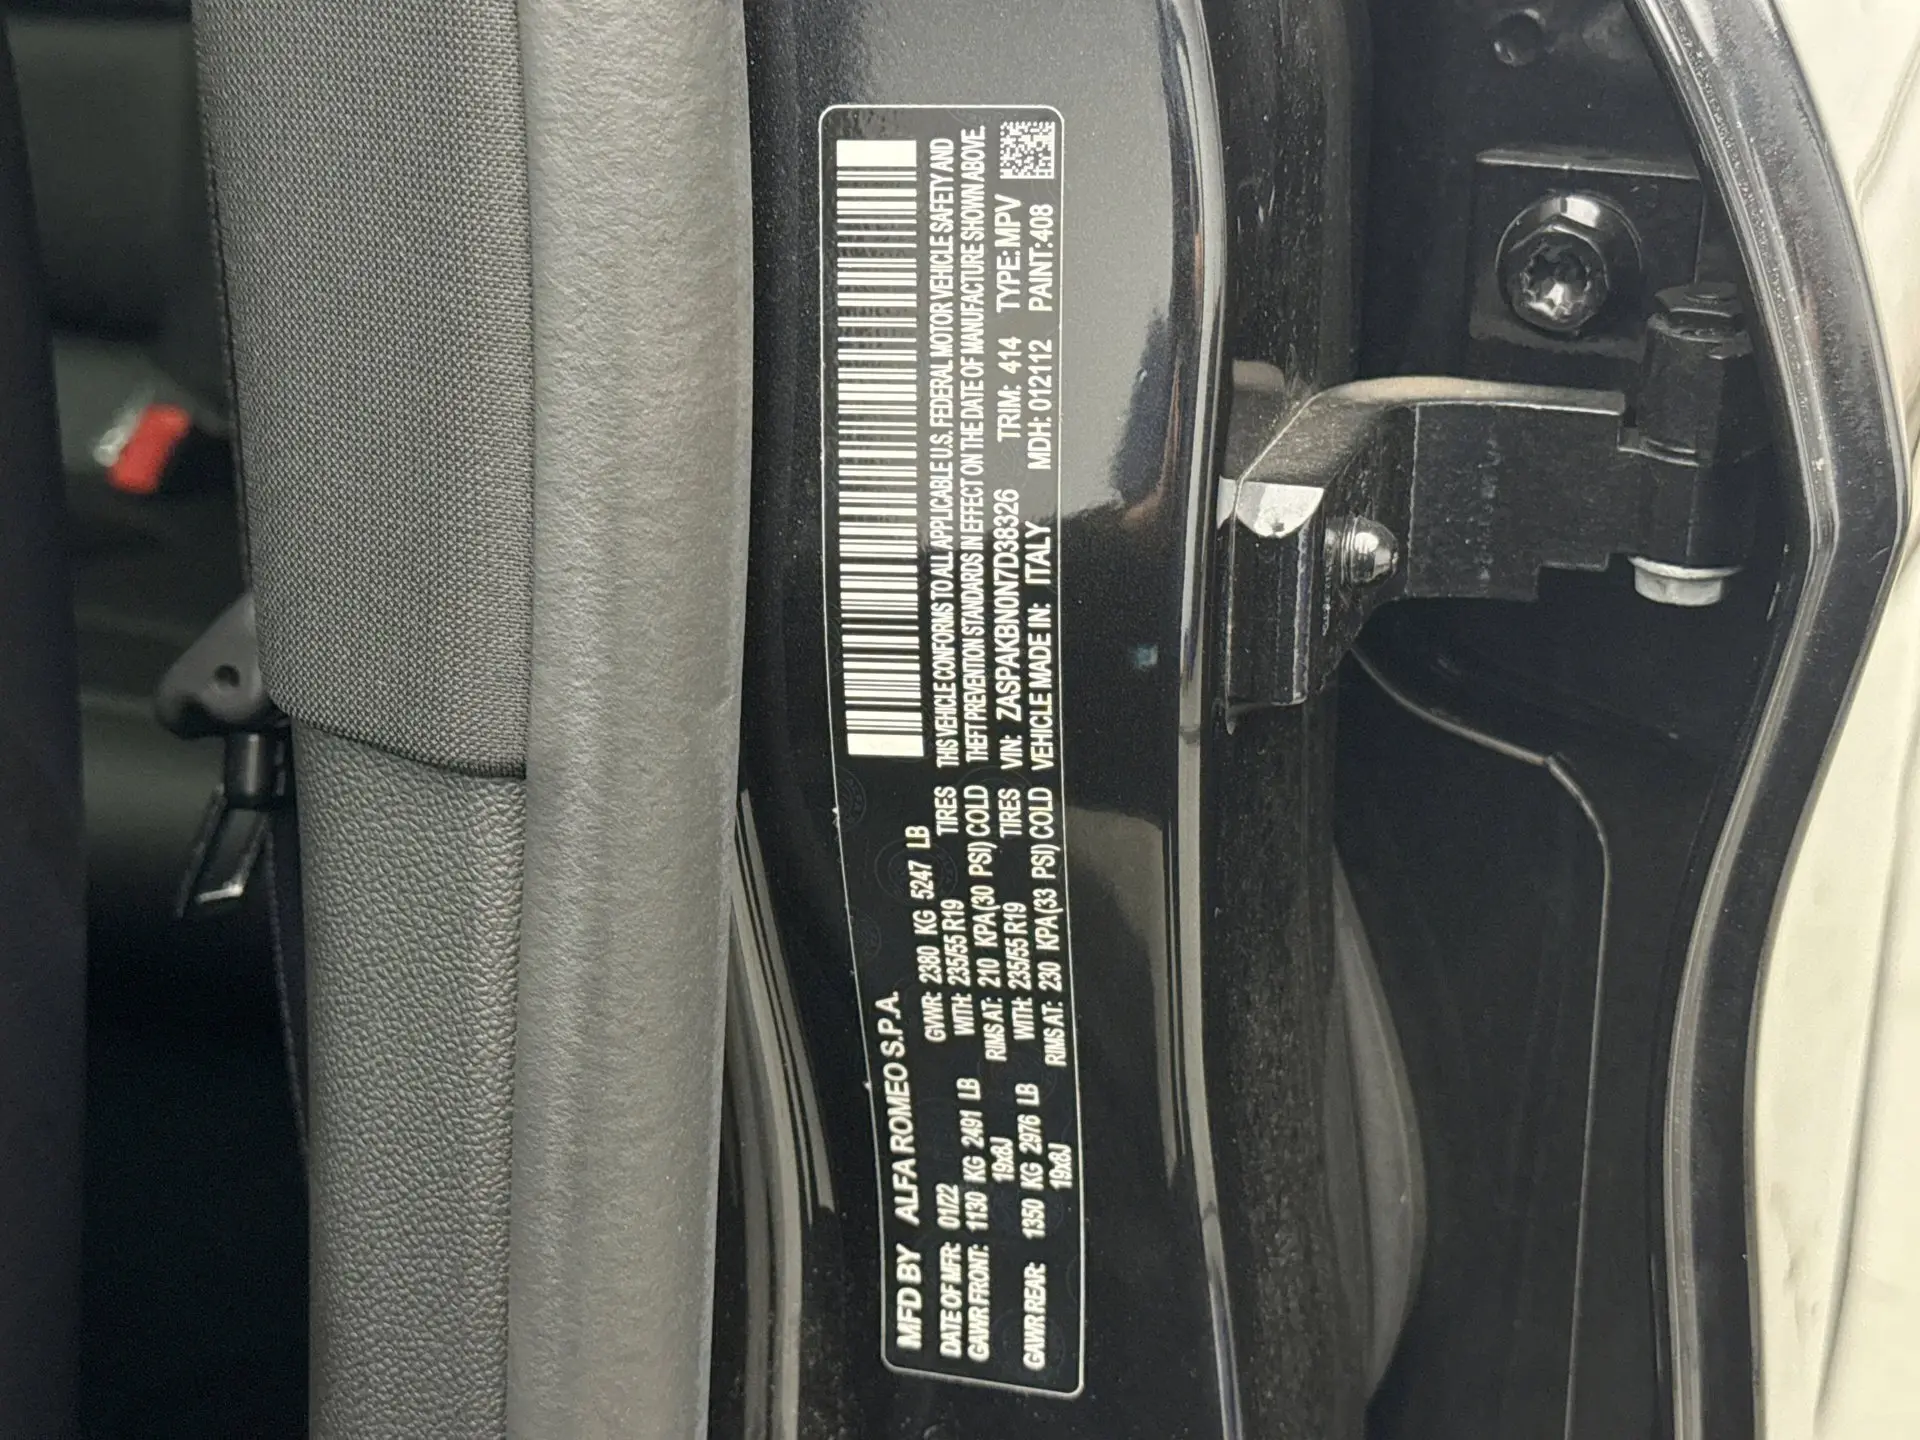 MFD BY ALFA ROMEO S.P.A.
DATE OF MFR: 01/22 GVWR: 2380 KG 5247 LB
GAWR FRONT: 1130 KG 2491 LB WITH: 235/55 R19 TIRES
19x8J RIMS AT: 210 KPA(30 PSI) COLD
GAWR REAR: 1350 KG 2976 LB WITH: 235/55 R19 TIRES
19x8J RIMS AT: 230 KPA(33 PSI) COLD
THIS VEHICLE CONFORMS TO ALL APPLICABLE U.S. FEDERAL MOTOR VEHICLE SAFETY AND
THEFT PREVENTION STANDARDS IN EFFECT ON THE DATE OF MANUFACTURE SHOWN ABOVE.
VIN: ZASPAKBN0N7D38326 TRIM: 414 TYPE: MPV
VEHICLE MADE IN: ITALY MDH: 012112 PAINT: 408